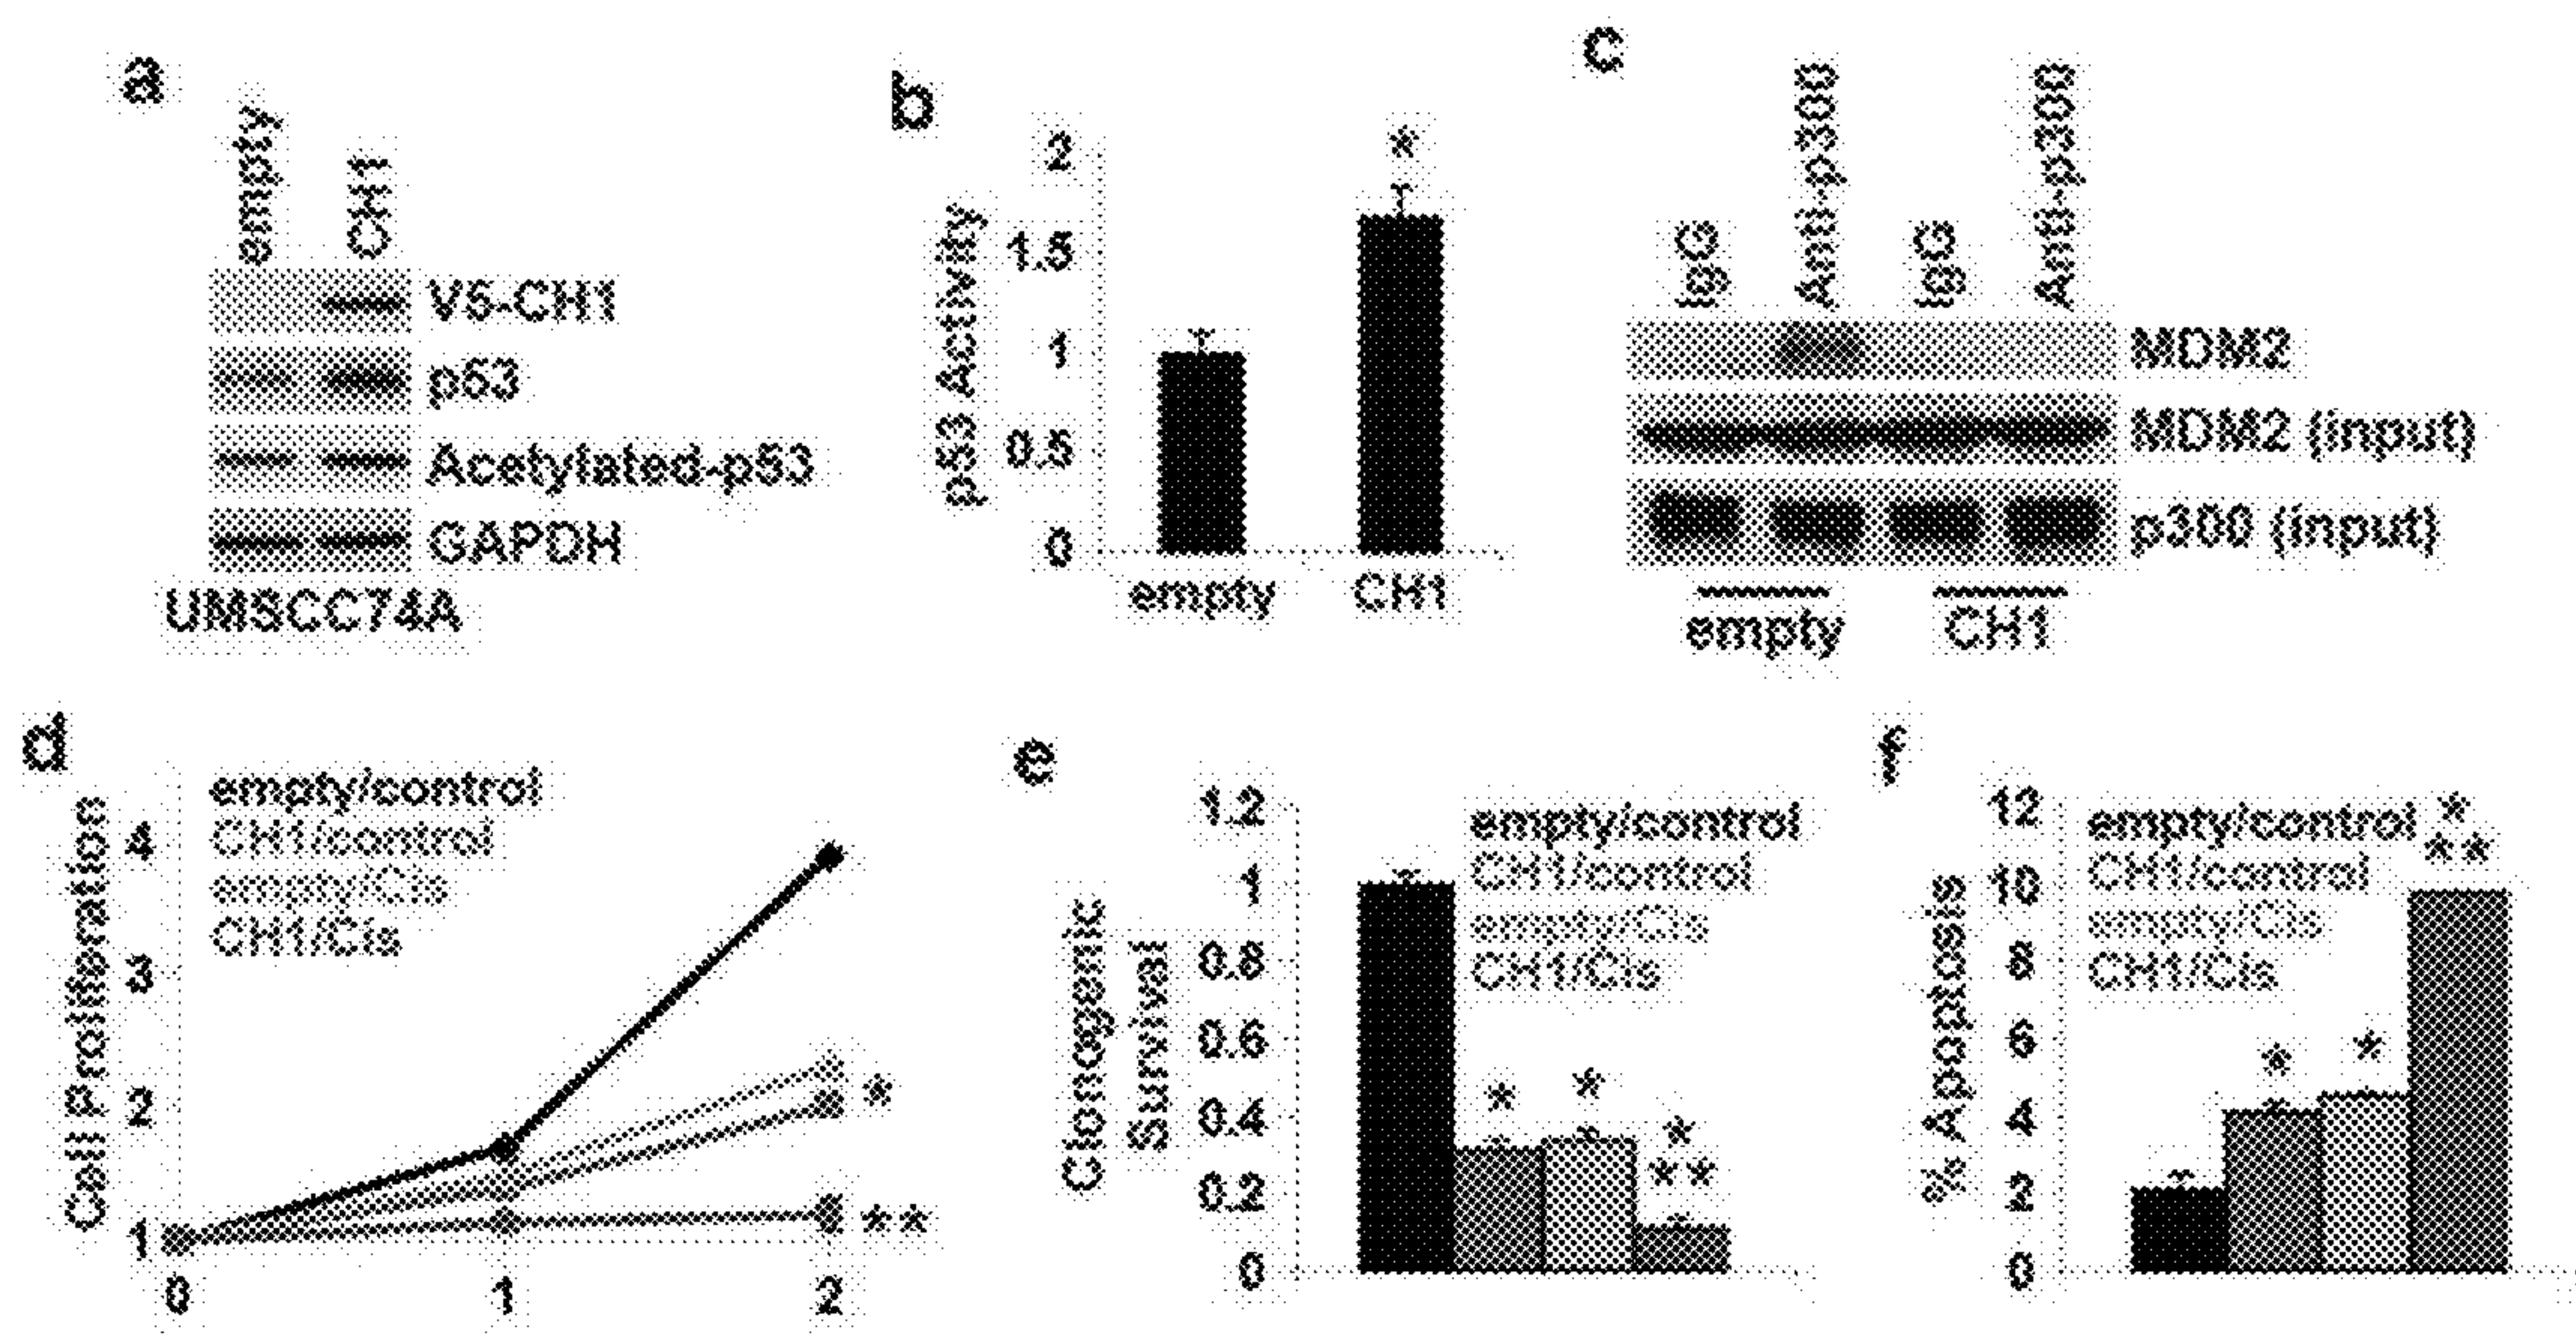 a
empty
CH1
V5-CH1
p53
Acetylated-p53
GAPDH
UMSCC74A
b
p53 Activity
2
1.5
1
0.5
0
*
empty
CH1
c
IgG
Anti-p300
IgG
Anti-p300
MDM2
MDM2 (input)
p300 (input)
empty
CH1
d
Cell Proliferation
4
3
2
1
empty/control
CH1/control
empty/Cis
CH1/Cis
*
**
0
1
2
e
Clonogenic
Survival
1.2
1
0.8
0.6
0.4
0.2
0
empty/control
CH1/control
empty/Cis
CH1/Cis
*
*
*
**
f
% Apoptosis
12
10
8
6
4
2
0
empty/control
CH1/control
empty/Cis
CH1/Cis
*
*
*
**